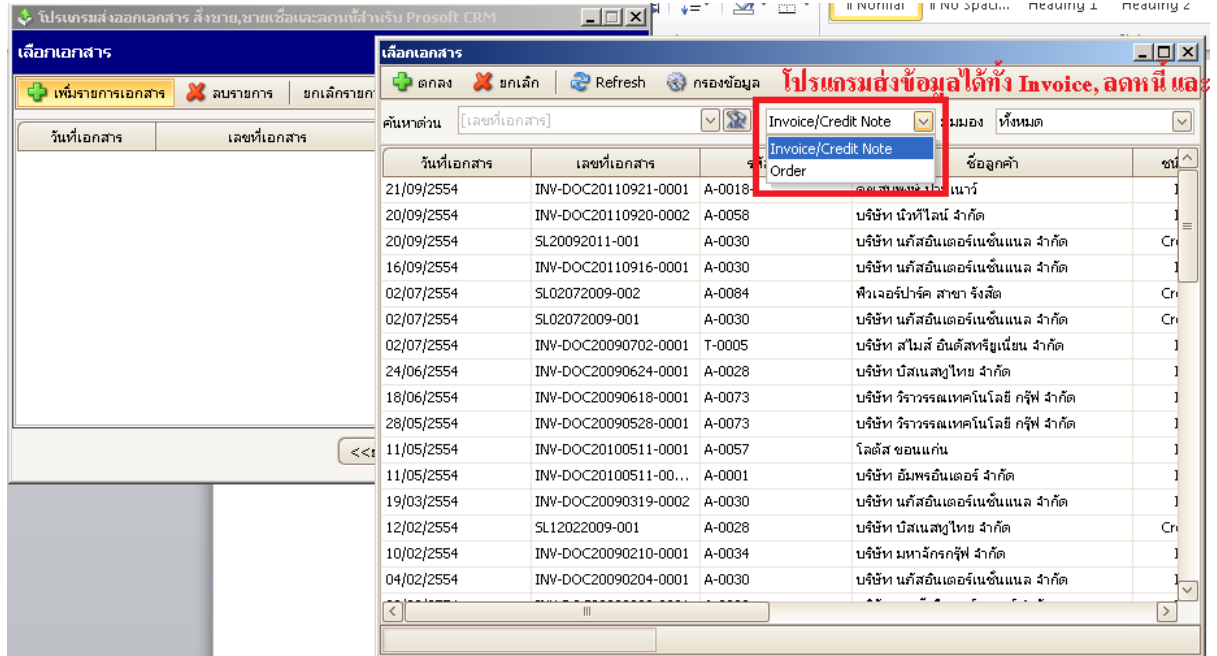 โปรแกรมส่งออกเอกสาร สั่งขาย,ขายเชื่อและลดหนี้สำหรับ Prosoft CRM
Heading 1 Heading 2
เลือกเอกสาร
เพิ่มรายการเอกสาร ลบรายการ
วันที่เอกสาร เลขที่เอกสาร
เลือกเอกสาร
ตกลง ยกเลิก Refresh กรองข้อมูล
โปรแกรมส่งข้อมูลได้ทั้ง Invoice, ลดหนี้ และ
ค้นหาด่วน [เลขที่เอกสาร] Invoice/Credit Note มุมมอง ทั้งหมด
Invoice/Credit Note
Order
วันที่เอกสาร เลขที่เอกสาร ชื่อลูกค้า
21/09/2554 INV-DOC20110921-0001 A-0018-
20/09/2554 INV-DOC20110920-0002 A-0058 บริษัท นิวทีไลน์ จำกัด
20/09/2554 SL20092011-001 A-0030 บริษัท นภัสอินเตอร์เนชั่นแนล จำกัด
16/09/2554 INV-DOC20110916-0001 A-0030 บริษัท นภัสอินเตอร์เนชั่นแนล จำกัด
02/07/2554 SL02072009-002 A-0084 ฟิวเจอร์ปาร์ค สาขา รังสิต
02/07/2554 SL02072009-001 A-0030 บริษัท นภัสอินเตอร์เนชั่นแนล จำกัด
02/07/2554 INV-DOC20090702-0001 T-0005 บริษัท สไมส์ อินดัสทรียูเนี่ยน จำกัด
24/06/2554 INV-DOC20090624-0001 A-0028 บริษัท บิสเนสทูไทย จำกัด
18/06/2554 INV-DOC20090618-0001 A-0073 บริษัท วิราวรรณเทคโนโลยี กรุ๊ฟ จำกัด
28/05/2554 INV-DOC20090528-0001 A-0073 บริษัท วิราวรรณเทคโนโลยี กรุ๊ฟ จำกัด
11/05/2554 INV-DOC20100511-0001 A-0057 โลตัส ขอนแก่น
11/05/2554 INV-DOC20100511-00... A-0001 บริษัท อัมพรอินเตอร์ จำกัด
19/03/2554 INV-DOC20090319-0002 A-0030 บริษัท นภัสอินเตอร์เนชั่นแนล จำกัด
12/02/2554 SL12022009-001 A-0028 บริษัท บิสเนสทูไทย จำกัด
10/02/2554 INV-DOC20090210-0001 A-0034 บริษัท มหาจักรกรุ๊ฟ จำกัด
04/02/2554 INV-DOC20090204-0001 A-0030 บริษัท นภัสอินเตอร์เนชั่นแนล จำกัด